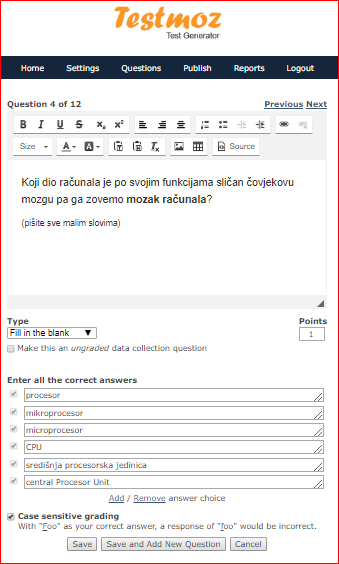 Testmoz
Test Generator
Home Settings Questions Publish Reports Logout
Question 4 of 12 Previous Next
B I U S x₂ x²
Size A A Tx Source
Koji dio računala je po svojim funkcijama sličan čovjekovu
mozgu pa ga zovemo mozak računala?
(pišite sve malim slovima)
Type Points
Fill in the blank 1
Make this an ungraded data collection question
Enter all the correct answers
procesor
mikroprocesor
microprocesor
CPU
središnja procesorska Jedinica
central Procesor Unit
Add / Remove answer choice
Case sensitive grading
With "Foo" as your correct answer, a response of "foo" would be incorrect.
Save Save and Add New Question Cancel